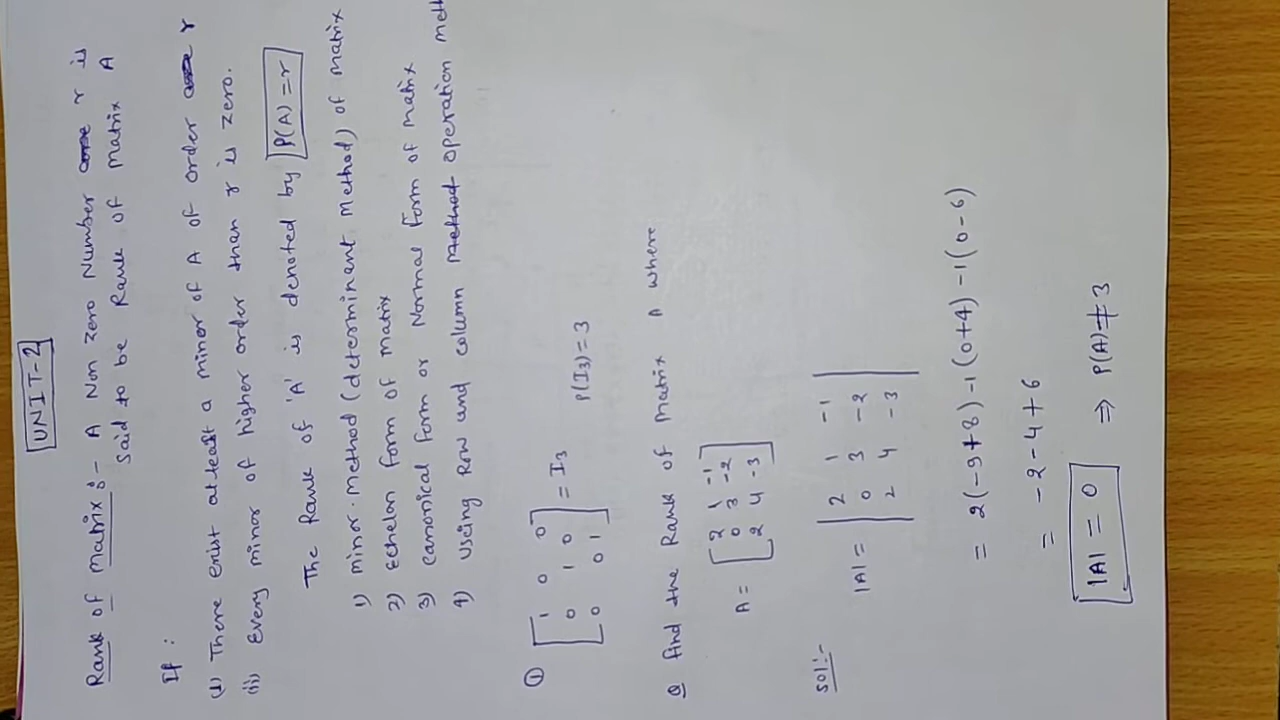 UNIT-2
Rank of matrix :- A Non Zero Number r is
said to be Rank of Matrix A
If :
(i) There exist atleast a minor of A of order r
(ii) Every minor of higher order than r is zero.
The Rank of 'A' is denoted by ρ(A) = r
1) minor method (determinant Method) of Matrix
2) Echelon form of matrix
3) Canonical form or Normal form of matrix
4) Useing Row and column Method operation meth
① [1 0 0
0 1 0
0 0 1] = I₃ ρ(I₃) = 3
Q find the Rank of Matrix A where
A = [2 1 -1
0 3 -2
2 4 -3]
Sol:-
|A| = |2 1 -1
0 3 -2
2 4 -3|
= 2(-9+8) -1(0+4) -1(0-6)
= -2-4+6
|A| = 0 ⇒ ρ(A) ≠ 3